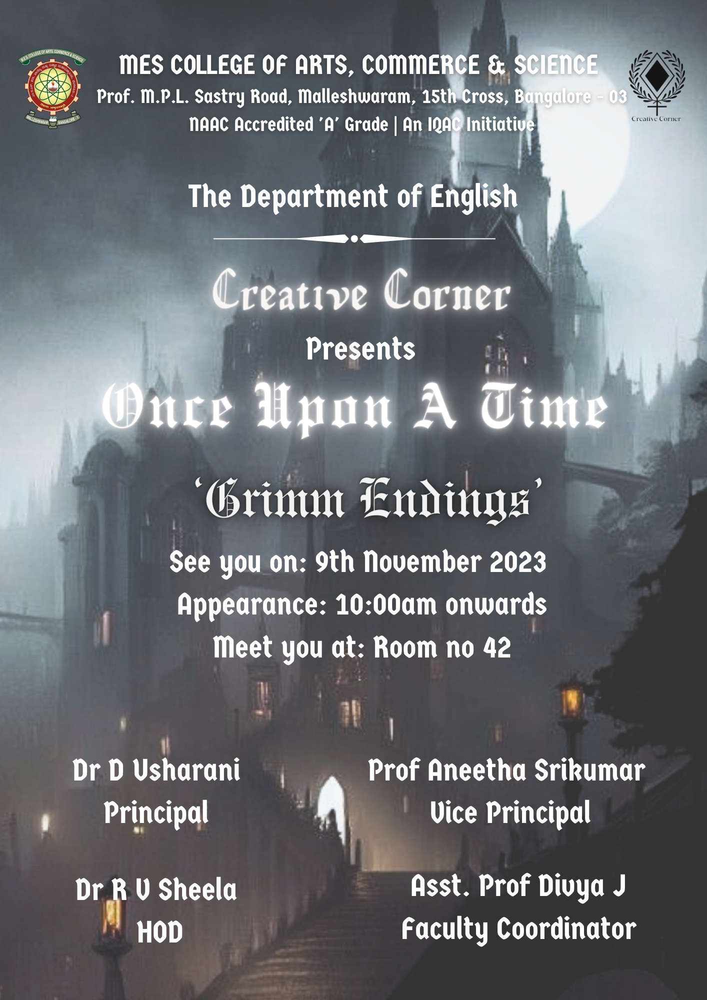 M.E.S. COLLEGE OF ARTS, COMMERCE & SCIENCE
MALLESHWARAM BANGALORE - 3
MES COLLEGE OF ARTS, COMMERCE & SCIENCE
Prof. M.P.L. Sastry Road, Malleshwaram, 15th Cross, Bangalore - 03
NAAC Accredited 'A' Grade | An IQAC Initiative
Creative Corner
The Department of English
Creative Corner
Presents
Once Upon A Time
‘Grimm Endings’
See you on: 9th November 2023
Appearance: 10:00am onwards
Meet you at: Room no 42
Dr D Usharani
Principal
Prof Aneetha Srikumar
Vice Principal
Dr R V Sheela
HOD
Asst. Prof Divya J
Faculty Coordinator